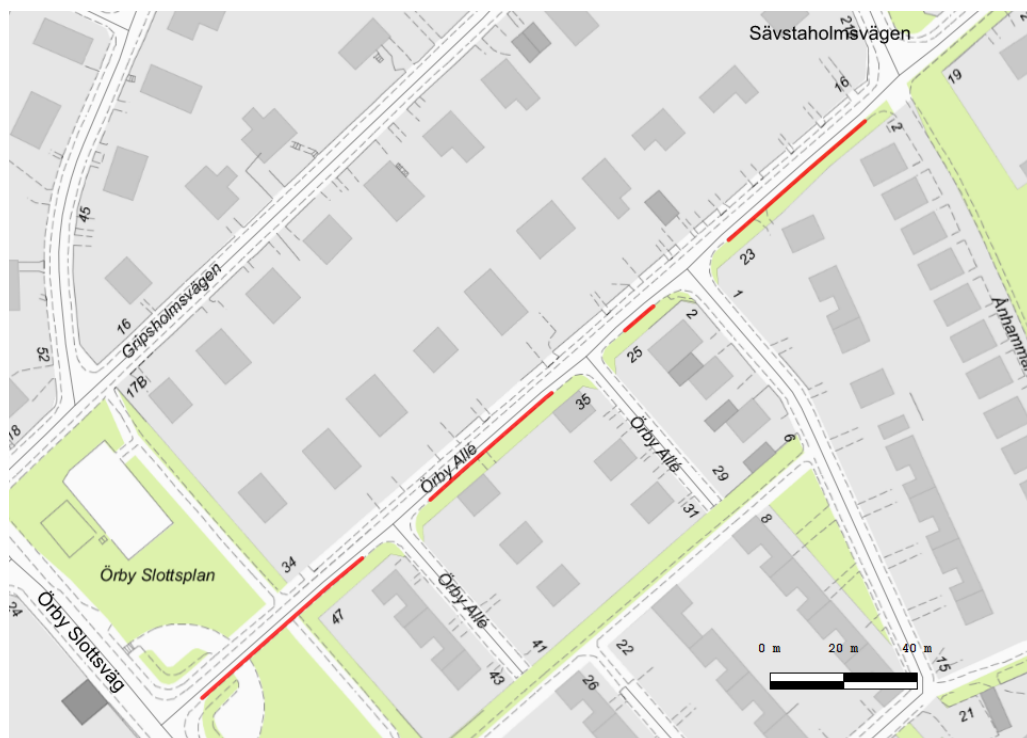 Sävstaholmsvägen
21B
16
19
2
45
23
1
Ånhammar
16
Gripsholmsvägen
52
17B
2
25
18
35
Örby Allé
Örby Allé
6
29
31
8
34
Örby Slottsplan
Örby Allé
47
24
Örby Slottsväg
41
43
22
26
0 m 20 m 40 m
15
21